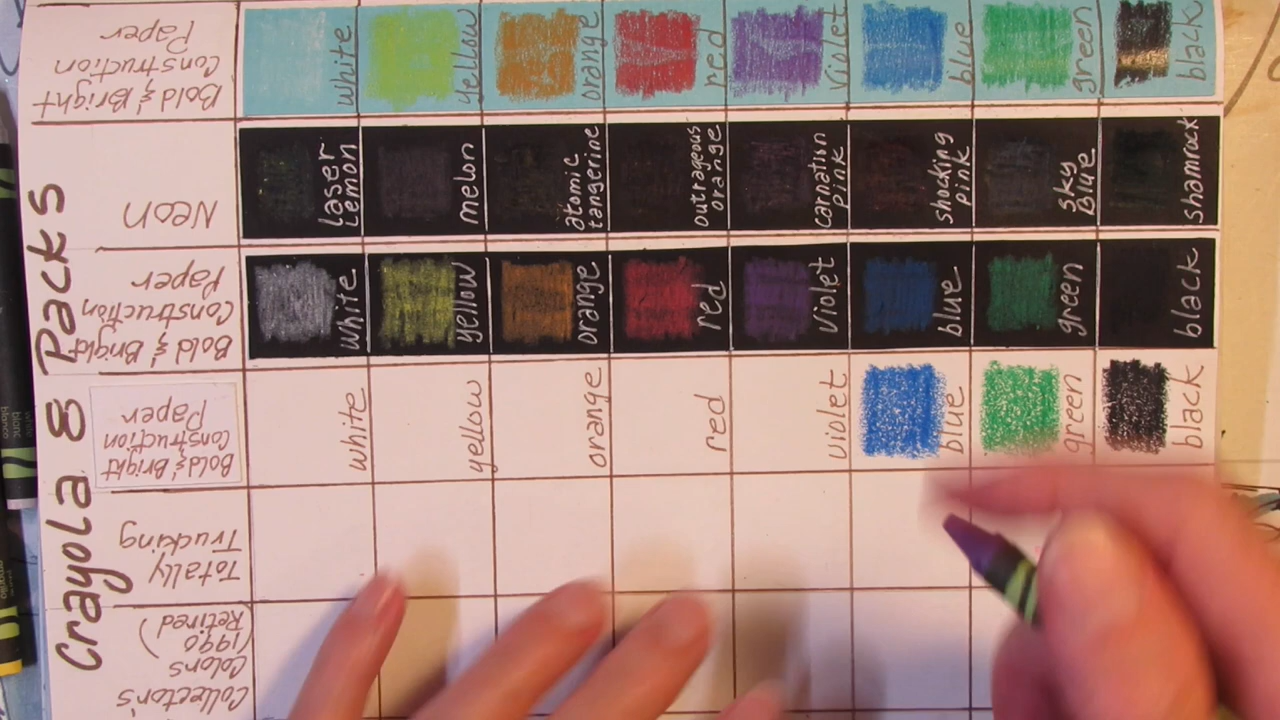 Crayola 8 Packs
Bold & Bright
Construction
Paper
white
yellow
orange
red
violet
blue
green
black
Neon
laser
Lemon
melon
atomic
tangerine
outrageous
orange
carnation
pink
shocking
pink
sky
Blue
shamrock
Bold & Bright
Construction
Paper
white
yellow
orange
red
violet
blue
green
black
Bold & Bright
Construction
Paper
white
yellow
orange
red
violet
blue
green
black
Totally
Trucking
Collector's
Colors
(1990
Retired)
blanc
blanco